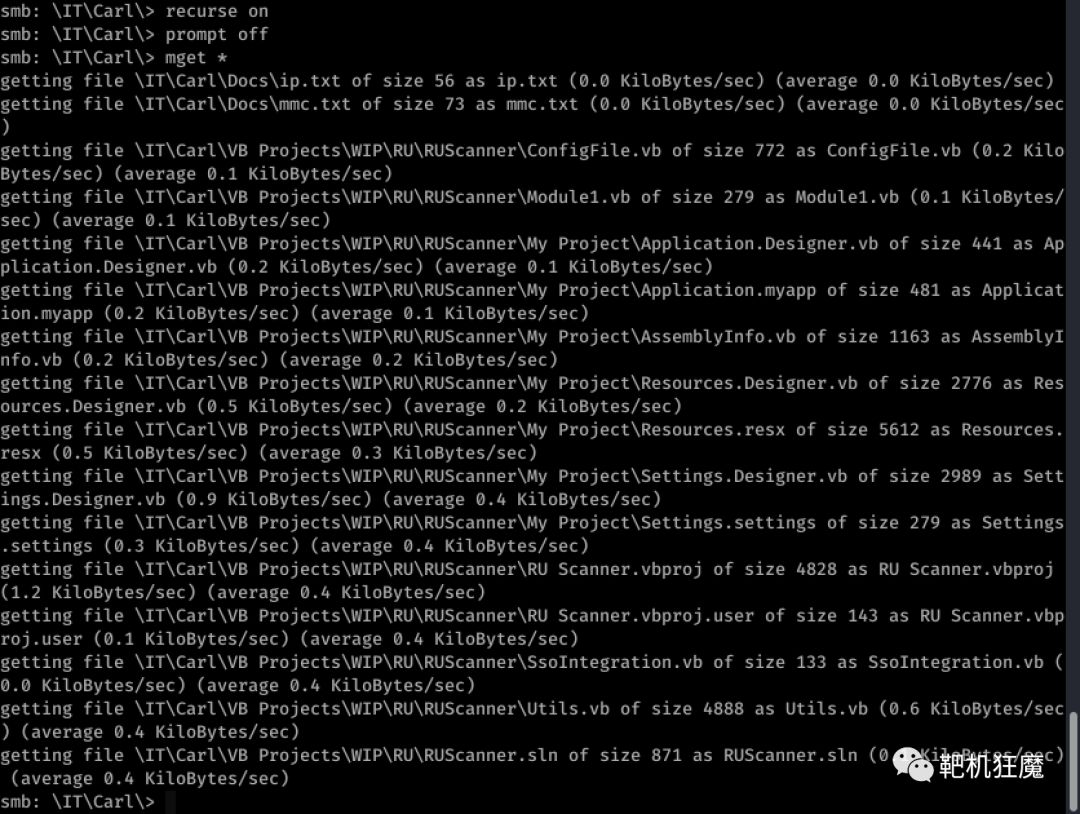 smb: \IT\Carl\> recurse on
smb: \IT\Carl\> prompt off
smb: \IT\Carl\> mget *
getting file \IT\Carl\Docs\ip.txt of size 56 as ip.txt (0.0 KiloBytes/sec) (average 0.0 KiloBytes/sec)
getting file \IT\Carl\Docs\mmc.txt of size 73 as mmc.txt (0.0 KiloBytes/sec) (average 0.0 KiloBytes/sec
)
getting file \IT\Carl\VB Projects\WIP\RU\RUScanner\ConfigFile.vb of size 772 as ConfigFile.vb (0.2 Kilo
Bytes/sec) (average 0.1 KiloBytes/sec)
getting file \IT\Carl\VB Projects\WIP\RU\RUScanner\Module1.vb of size 279 as Module1.vb (0.1 KiloBytes/
sec) (average 0.1 KiloBytes/sec)
getting file \IT\Carl\VB Projects\WIP\RU\RUScanner\My Project\Application.Designer.vb of size 441 as Ap
plication.Designer.vb (0.2 KiloBytes/sec) (average 0.1 KiloBytes/sec)
getting file \IT\Carl\VB Projects\WIP\RU\RUScanner\My Project\Application.myapp of size 481 as Applicat
ion.myapp (0.2 KiloBytes/sec) (average 0.1 KiloBytes/sec)
getting file \IT\Carl\VB Projects\WIP\RU\RUScanner\My Project\AssemblyInfo.vb of size 1163 as AssemblyI
nfo.vb (0.2 KiloBytes/sec) (average 0.2 KiloBytes/sec)
getting file \IT\Carl\VB Projects\WIP\RU\RUScanner\My Project\Resources.Designer.vb of size 2776 as Res
ources.Designer.vb (0.5 KiloBytes/sec) (average 0.2 KiloBytes/sec)
getting file \IT\Carl\VB Projects\WIP\RU\RUScanner\My Project\Resources.resx of size 5612 as Resources.
resx (0.5 KiloBytes/sec) (average 0.3 KiloBytes/sec)
getting file \IT\Carl\VB Projects\WIP\RU\RUScanner\My Project\Settings.Designer.vb of size 2989 as Sett
ings.Designer.vb (0.9 KiloBytes/sec) (average 0.4 KiloBytes/sec)
getting file \IT\Carl\VB Projects\WIP\RU\RUScanner\My Project\Settings.settings of size 279 as Settings
.settings (0.3 KiloBytes/sec) (average 0.4 KiloBytes/sec)
getting file \IT\Carl\VB Projects\WIP\RU\RUScanner\RU Scanner.vbproj of size 4828 as RU Scanner.vbproj
(1.2 KiloBytes/sec) (average 0.4 KiloBytes/sec)
getting file \IT\Carl\VB Projects\WIP\RU\RUScanner\RU Scanner.vbproj.user of size 143 as RU Scanner.vbp
roj.user (0.1 KiloBytes/sec) (average 0.4 KiloBytes/sec)
getting file \IT\Carl\VB Projects\WIP\RU\RUScanner\SsoIntegration.vb of size 133 as SsoIntegration.vb (
0.0 KiloBytes/sec) (average 0.4 KiloBytes/sec)
getting file \IT\Carl\VB Projects\WIP\RU\RUScanner\Utils.vb of size 4888 as Utils.vb (0.6 KiloBytes/sec
) (average 0.4 KiloBytes/sec)
getting file \IT\Carl\VB Projects\WIP\RU\RUScanner.sln of size 871 as RUScanner.sln (KiloBytes/sec)
(average 0.4 KiloBytes/sec)
smb: \IT\Carl\>
靶机狂魔